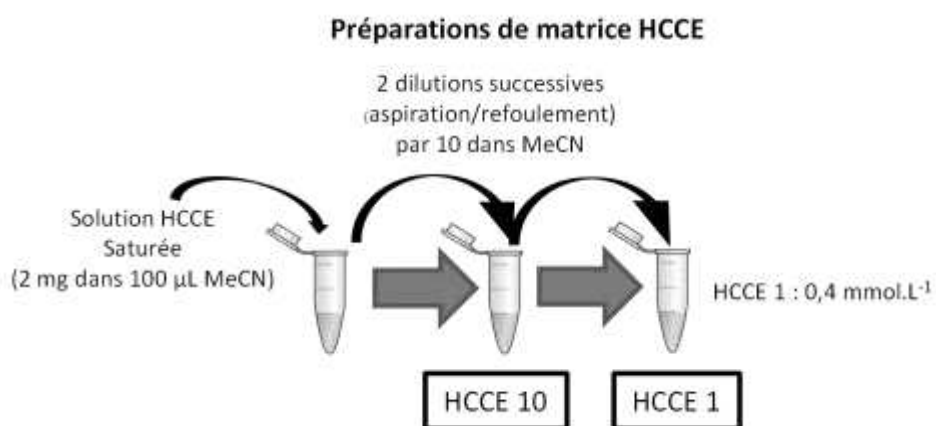 Préparations de matrice HCCE
2 dilutions successives
(aspiration/refoulement)
par 10 dans MeCN
Solution HCCE
Saturée
(2 mg dans 100 µL MeCN)
HCCE 1 : 0,4 mmol.L⁻¹
HCCE 10
HCCE 1